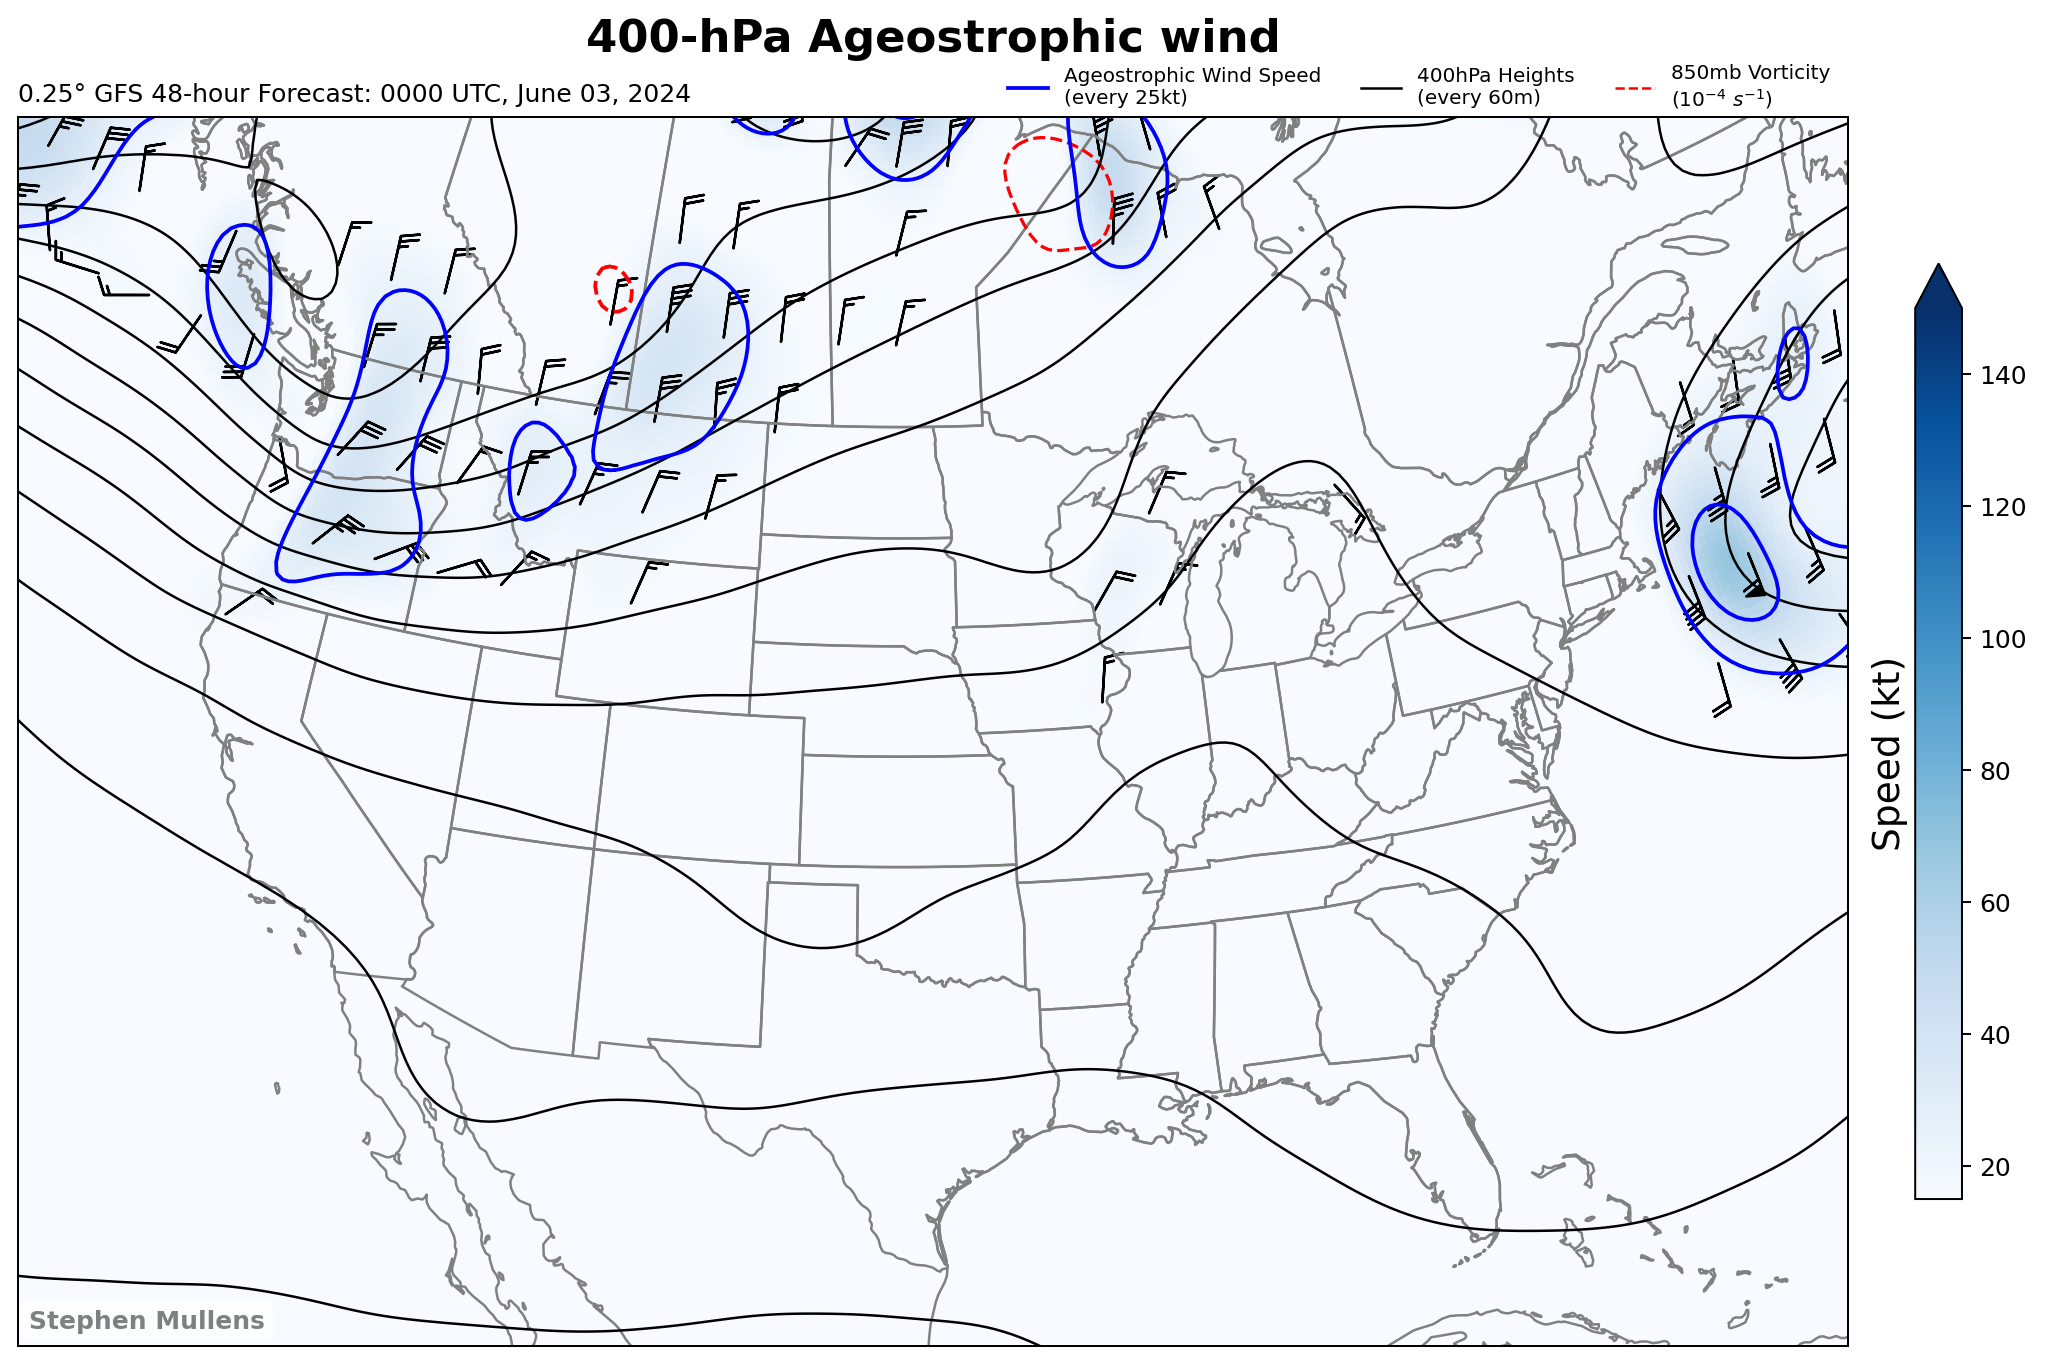 400-hPa Ageostrophic wind
0.25° GFS 48-hour Forecast: 0000 UTC, June 03, 2024
Ageostrophic Wind Speed
(every 25kt)
400hPa Heights
(every 60m)
850mb Vorticity
(10⁻⁴ s⁻¹)
140
120
100
80
60
40
20
Speed (kt)
Stephen Mullens